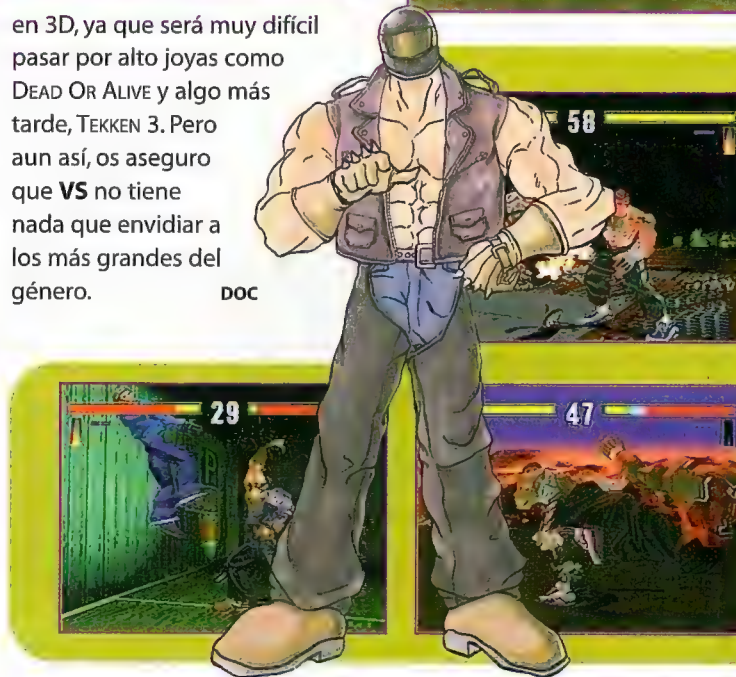 en 3D, ya que será muy difícil
pasar por alto joyas como
DEAD OR ALIVE y algo más
tarde, TEKKEN 3. Pero
aun así, os aseguro
que VS no tiene
nada que envidiar a
los más grandes del
género. DOC
58
29
47